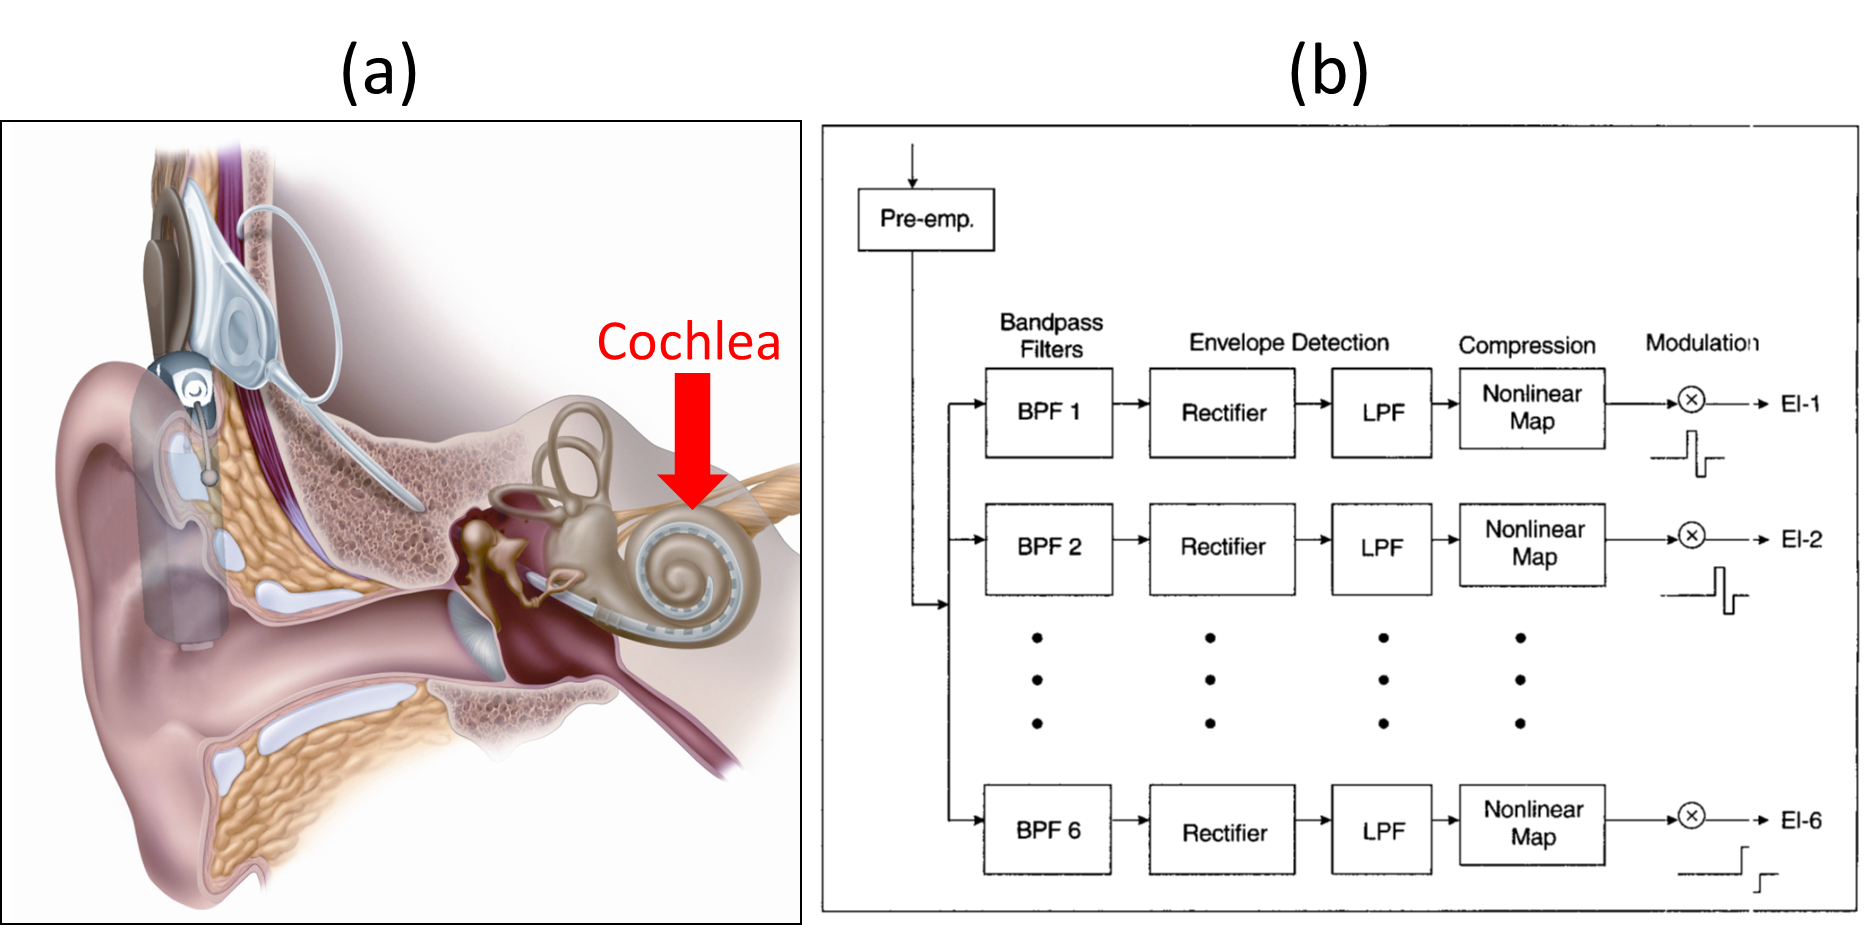 (a)
Cochlea
(b)
Pre-emp.
Bandpass
Filters
Envelope Detection
Compression
Modulation
BPF 1
Rectifier
LPF
Nonlinear
Map
El-1
BPF 2
Rectifier
LPF
Nonlinear
Map
El-2
BPF 6
Rectifier
LPF
Nonlinear
Map
El-6